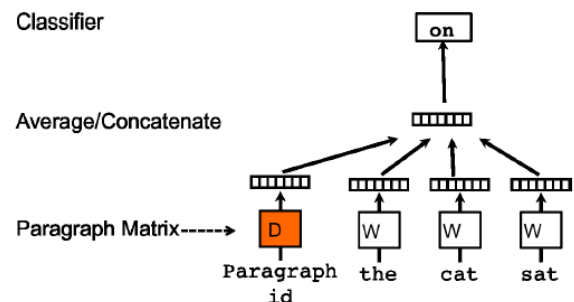 Classifier
on
Average/Concatenate
Paragraph Matrix
D
W
W
W
Paragraph
id
the
cat
sat